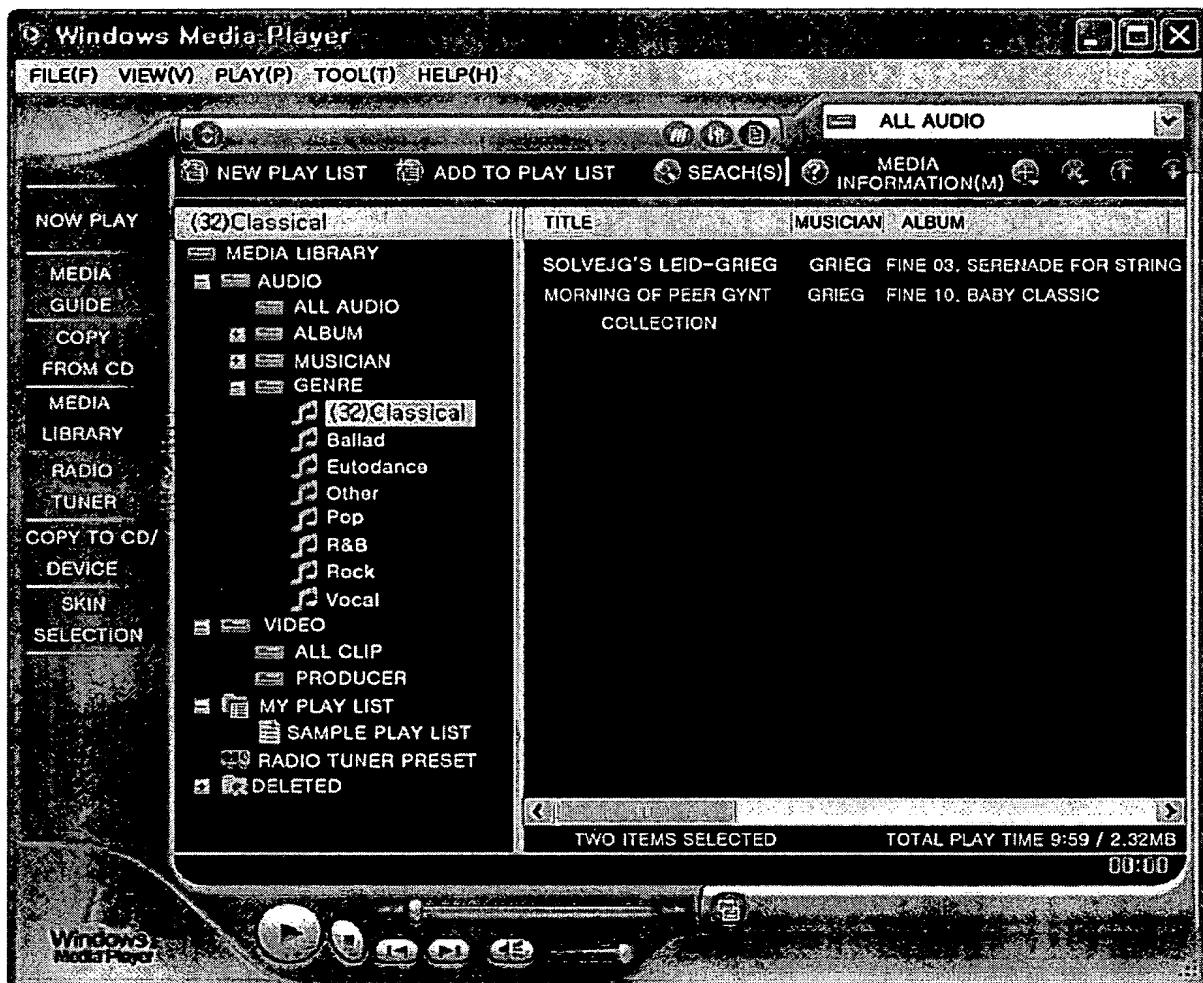 Windows Media Player
FILE(F) VIEW(V) PLAY(P) TOOL(T) HELP(H)
ALL AUDIO
NEW PLAY LIST ADD TO PLAY LIST SEACH(S) MEDIA INFORMATION(M)
NOW PLAY
MEDIA
GUIDE
COPY
FROM CD
MEDIA
LIBRARY
RADIO
TUNER
COPY TO CD/
DEVICE
SKIN
SELECTION
(32)Classical
MEDIA LIBRARY
AUDIO
ALL AUDIO
ALBUM
MUSICIAN
GENRE
(32)Classical
Ballad
Eutodance
Other
Pop
R&B
Rock
Vocal
VIDEO
ALL CLIP
PRODUCER
MY PLAY LIST
SAMPLE PLAY LIST
RADIO TUNER PRESET
DELETED
TITLE MUSICIAN ALBUM
SOLVEJG'S LEID-GRIEG GRIEG FINE 03. SERENADE FOR STRING
MORNING OF PEER GYNT GRIEG FINE 10. BABY CLASSIC
COLLECTION
TWO ITEMS SELECTED TOTAL PLAY TIME 9:59 / 2.32MB
00:00
Windows
Media Player